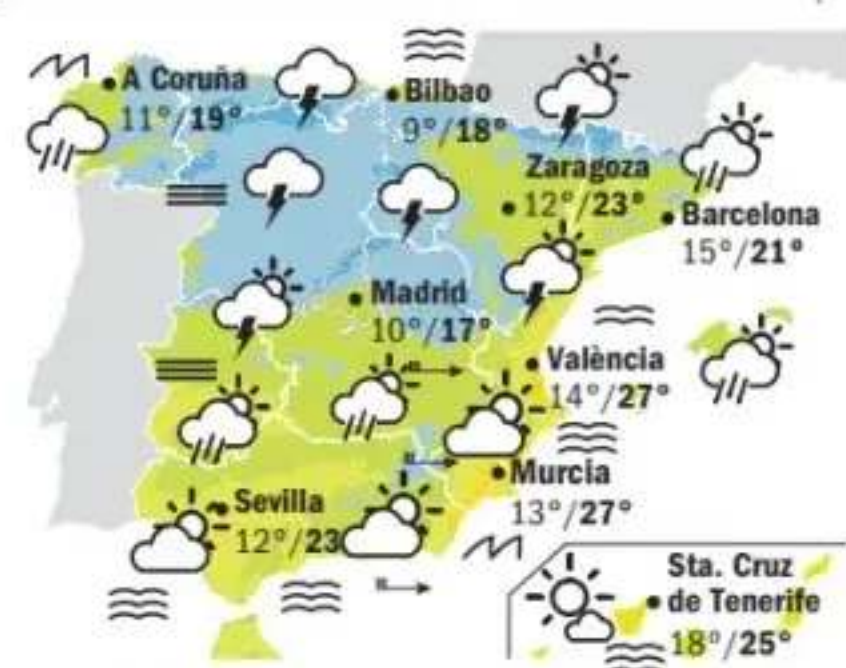 A Coruña
11°/19°
Bilbao
9°/18°
Zaragoza
12°/23°
Barcelona
15°/21°
Madrid
10°/17°
València
14°/27°
Murcia
13°/27°
Sevilla
12°/23
Sta. Cruz
de Tenerife
18°/25°